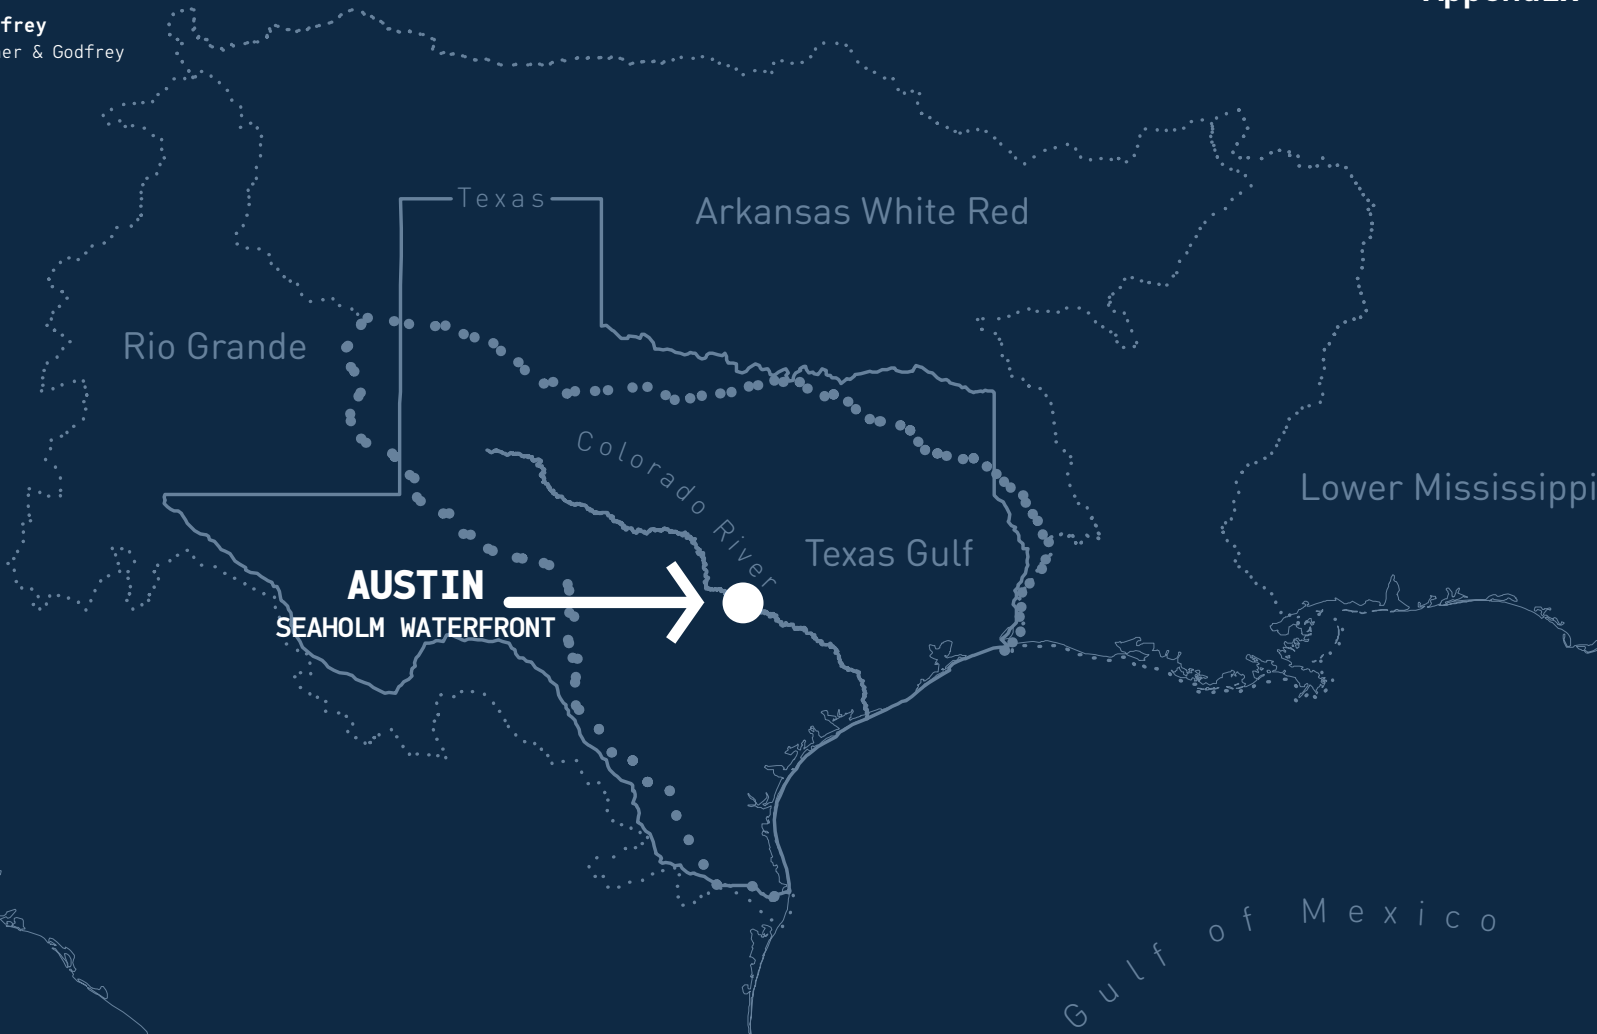 frey
er & Godfrey
Texas
Arkansas White Red
Rio Grande
Colorado River
Lower Mississippi
Texas Gulf
AUSTIN
SEAHOLM WATERFRONT
Gulf of Mexico